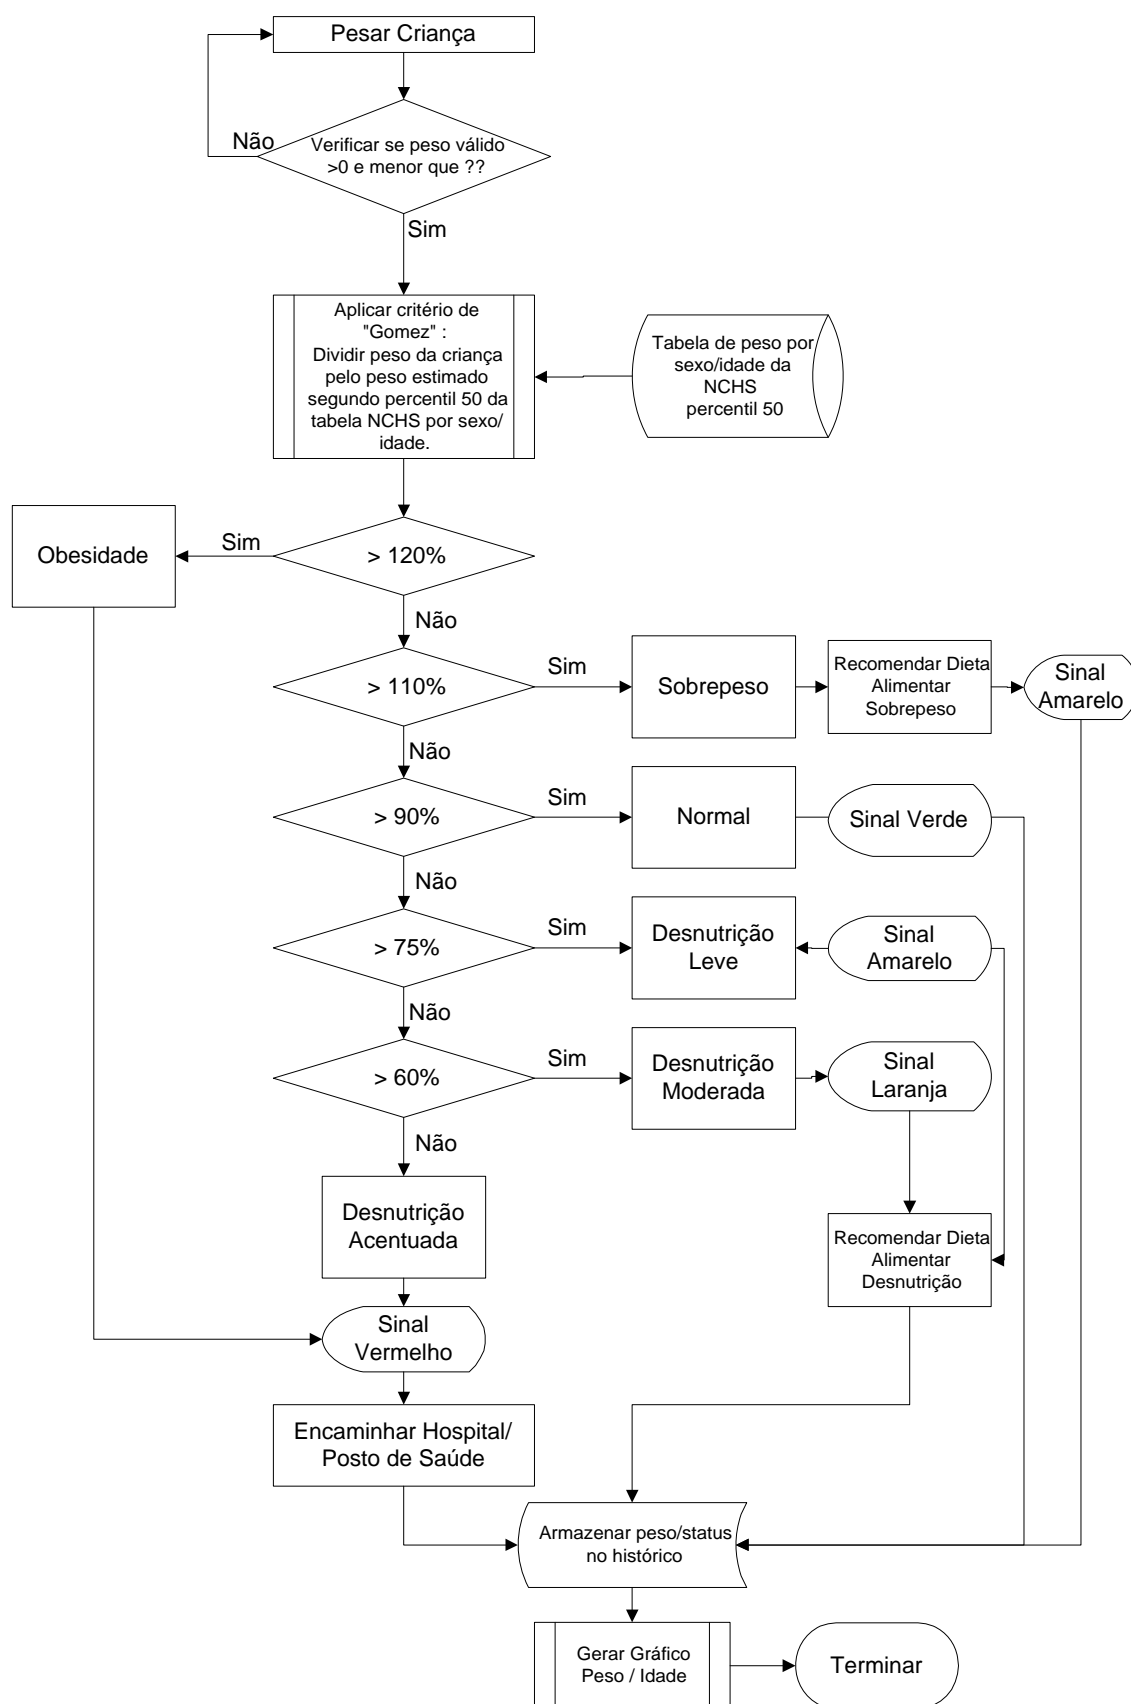 Pesar Criança
Não
Verificar se peso válido
>0 e menor que ??
Sim
Aplicar critério de
"Gomez" :
Dividir peso da criança
pelo peso estimado
segundo percentil 50 da
tabela NCHS por sexo/
idade.
Tabela de peso por
sexo/idade da
NCHS
percentil 50
Obesidade
Sim
> 120%
Não
> 110%
Sim
Sobrepeso
Recomendar Dieta
Alimentar
Sobrepeso
Sinal
Amarelo
Não
> 90%
Sim
Normal
Sinal Verde
Não
> 75%
Sim
Desnutrição
Leve
Sinal
Amarelo
Não
> 60%
Sim
Desnutrição
Moderada
Sinal
Laranja
Não
Desnutrição
Acentuada
Recomendar Dieta
Alimentar
Desnutrição
Sinal
Vermelho
Encaminhar Hospital/
Posto de Saúde
Armazenar peso/status
no histórico
Gerar Gráfico
Peso / Idade
Terminar